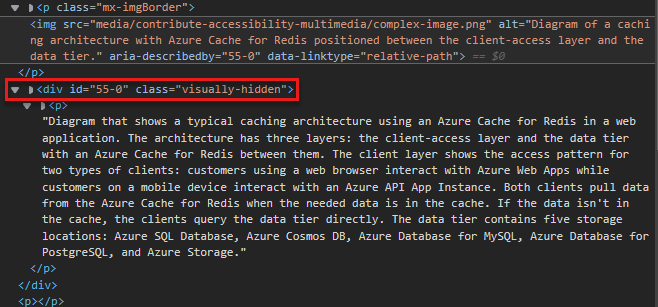 <p class="mx-imgBorder">
<img src="media/contribute-accessibility-multimedia/complex-image.png" alt="Diagram of a cachi
ng architecture with Azure Cache for Redis positioned between the client-access layer and the
data tier." aria-describedby="55-0" data-linktype="relative-path"> == $0
</p>
<div id="55-0" class="visually-hidden">
<p>
"Diagram that shows a typical caching architecture using an Azure Cache for Redis in a web
application. The architecture has three layers: the client-access layer and the data tier
with an Azure Cache for Redis between them. The client layer shows the access pattern for
two types of clients: customers using a web browser interact with Azure Web Apps while
customers on a mobile device interact with an Azure API App Instance. Both clients pull data
from the Azure Cache for Redis when the needed data is in the cache. If the data isn't in
the cache, the clients query the data tier directly. The data tier contains five storage
locations: Azure SQL Database, Azure Cosmos DB, Azure Database for MySQL, Azure Database for
PostgreSQL, and Azure Storage."
</p>
</div>
<p></p>